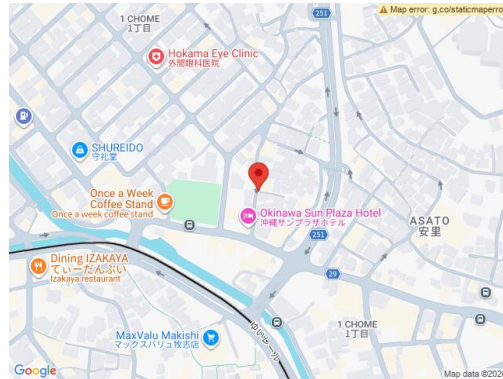 Map error: g.co/staticmaperro
1 CHOME
1丁目
251
Hokama Eye Clinic
外間眼科医院
SHUREIDO
守礼堂
251
Once a Week
Coffee Stand
Once a week coffee stand
Okinawa Sun Plaza Hotel
沖縄サンプラザホテル
ASATO
安里
Dining IZAKAYA
てぃーだんぶい
Izakaya restaurant
29
MaxValu Makishi
マックスバリュ牧志店
ゆいレール
1 CHOME
1丁目
Google
Map data ©202